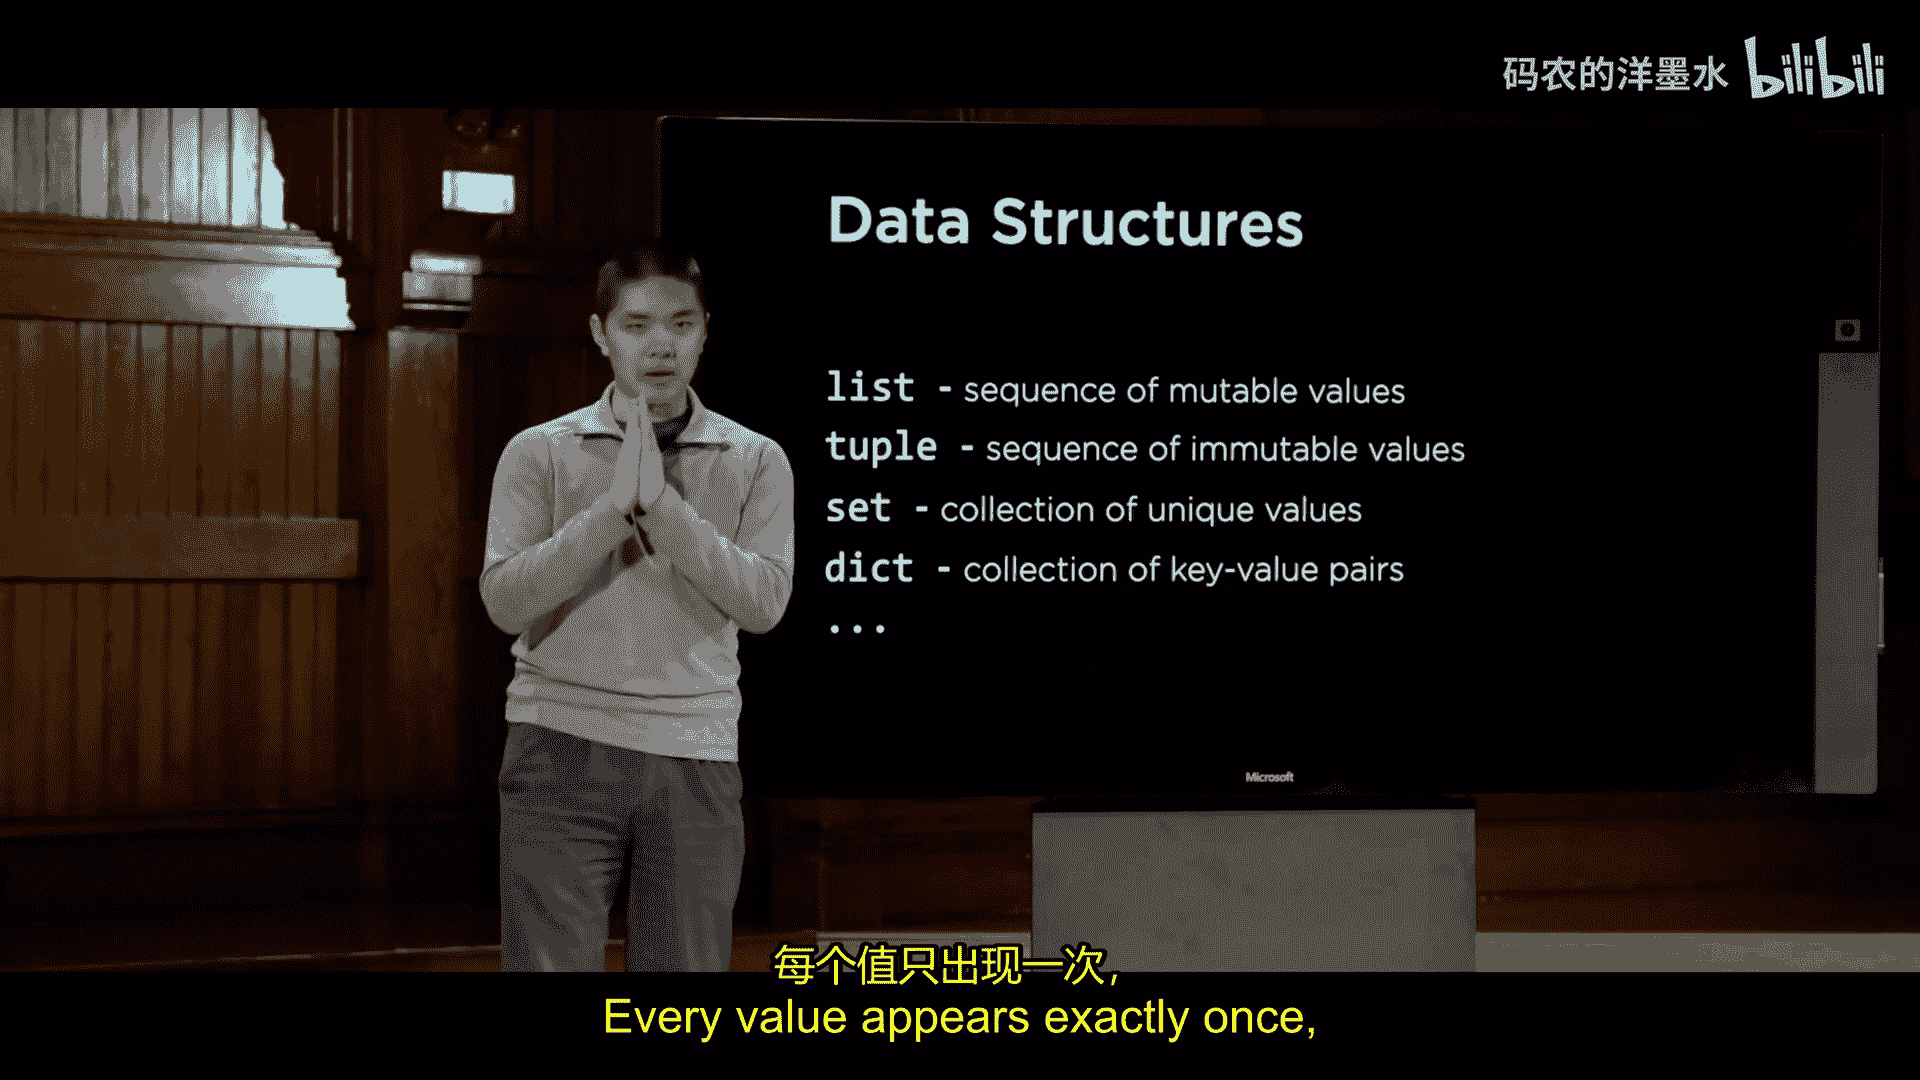 码农的洋墨水 bilibili
Data Structures
list - sequence of mutable values
tuple - sequence of immutable values
set - collection of unique values
dict - collection of key-value pairs
...
Microsoft
每个值只出现一次，
Every value appears exactly once,